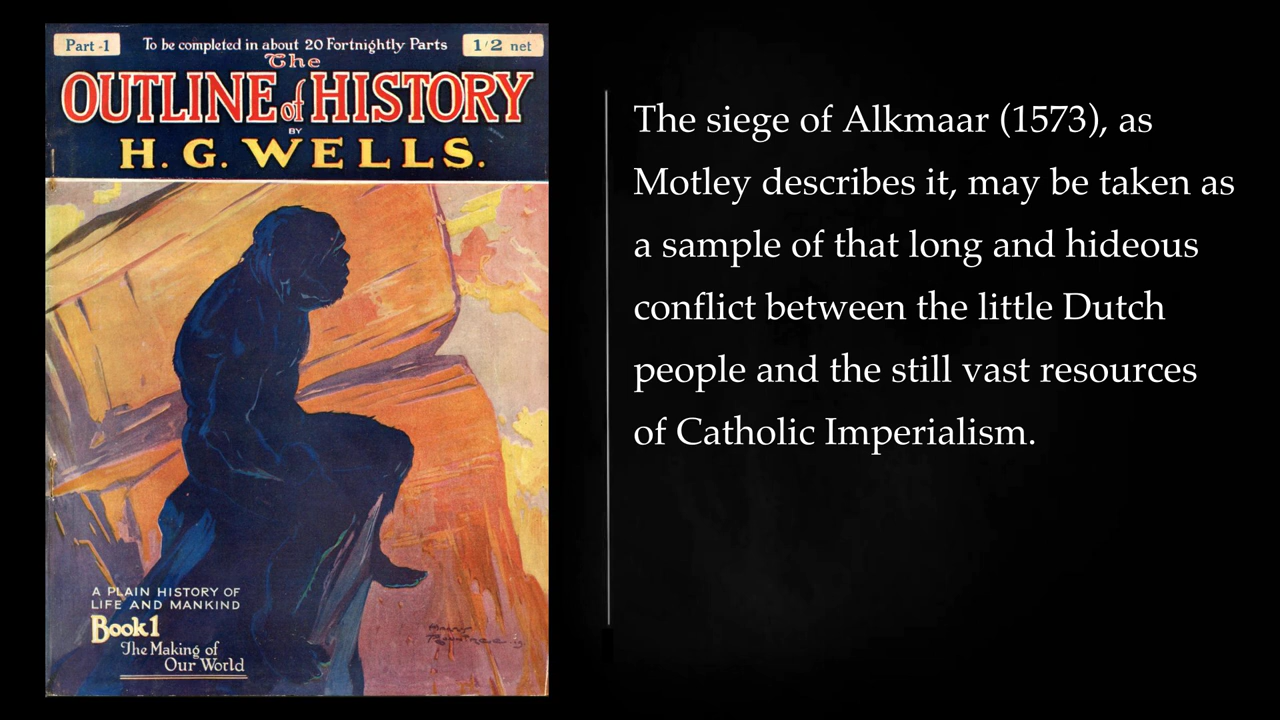 Part -1
To be completed in about 20 Fortnightly Parts
1/2 net
The
OUTLINE of HISTORY
BY
H. G. WELLS.
A PLAIN HISTORY OF
LIFE AND MANKIND
Book 1
The Making of
Our World
The siege of Alkmaar (1573), as
Motley describes it, may be taken as
a sample of that long and hideous
conflict between the little Dutch
people and the still vast resources
of Catholic Imperialism.